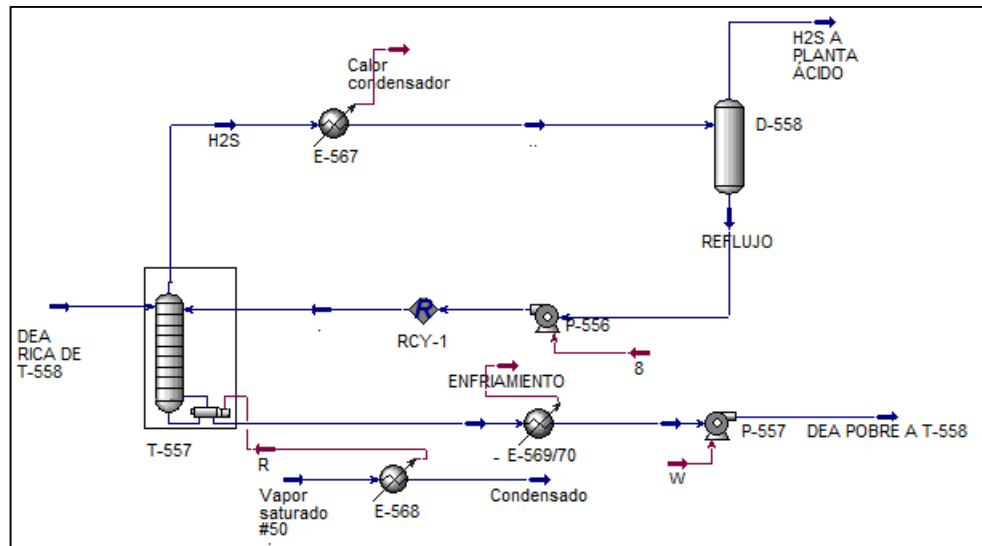 H2S A
PLANTA
ÁCIDO
Calor
condensador
D-558
H2S
E-567
..
REFLUJO
DEA
RICA DE
T-558
.
R
RCY-1
P-556
8
ENFRIAMIENTO
T-557
R
- E-569/70
P-557
DEA POBRE A T-558
W
Vapor
saturado
#50
E-568
Condensado